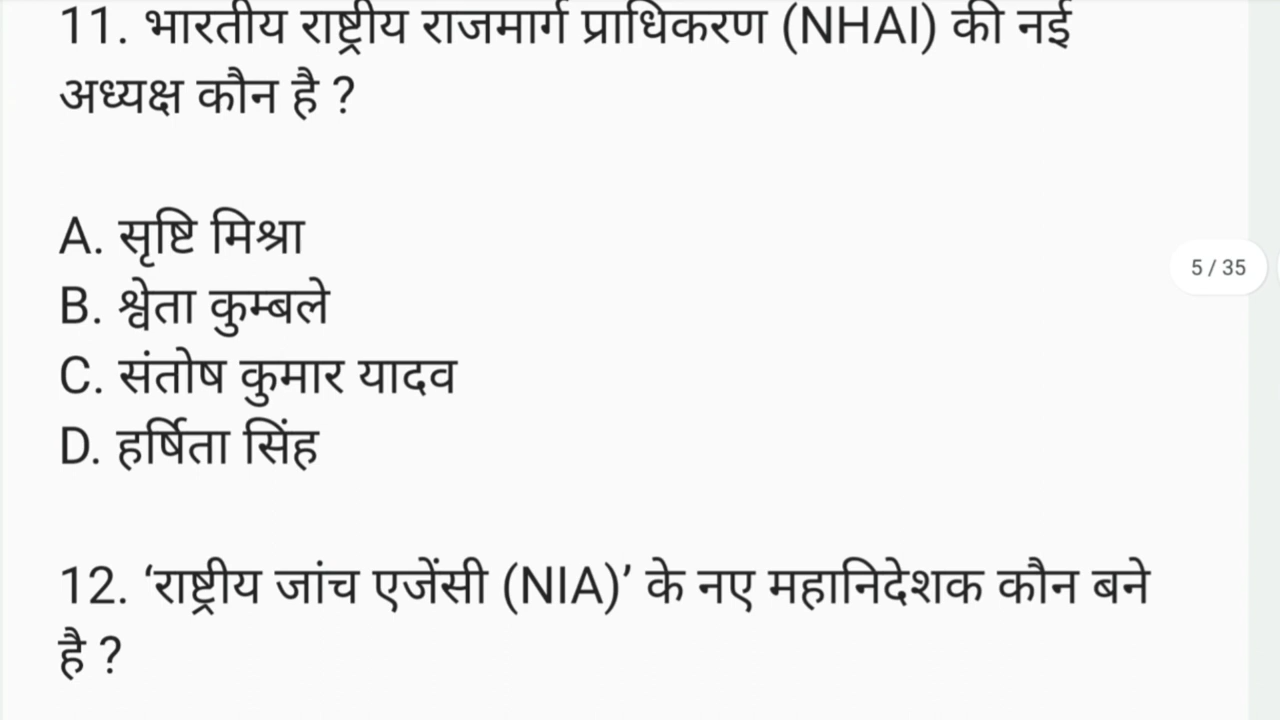 11. भारतीय राष्ट्रीय राजमार्ग प्राधिकरण (NHAI) की नई
अध्यक्ष कौन है ?
A. सृष्टि मिश्रा
B. श्वेता कुम्बले
C. संतोष कुमार यादव
D. हर्षिता सिंह
5 / 35
12. ‘राष्ट्रीय जांच एजेंसी (NIA)’ के नए महानिदेशक कौन बने
है ?